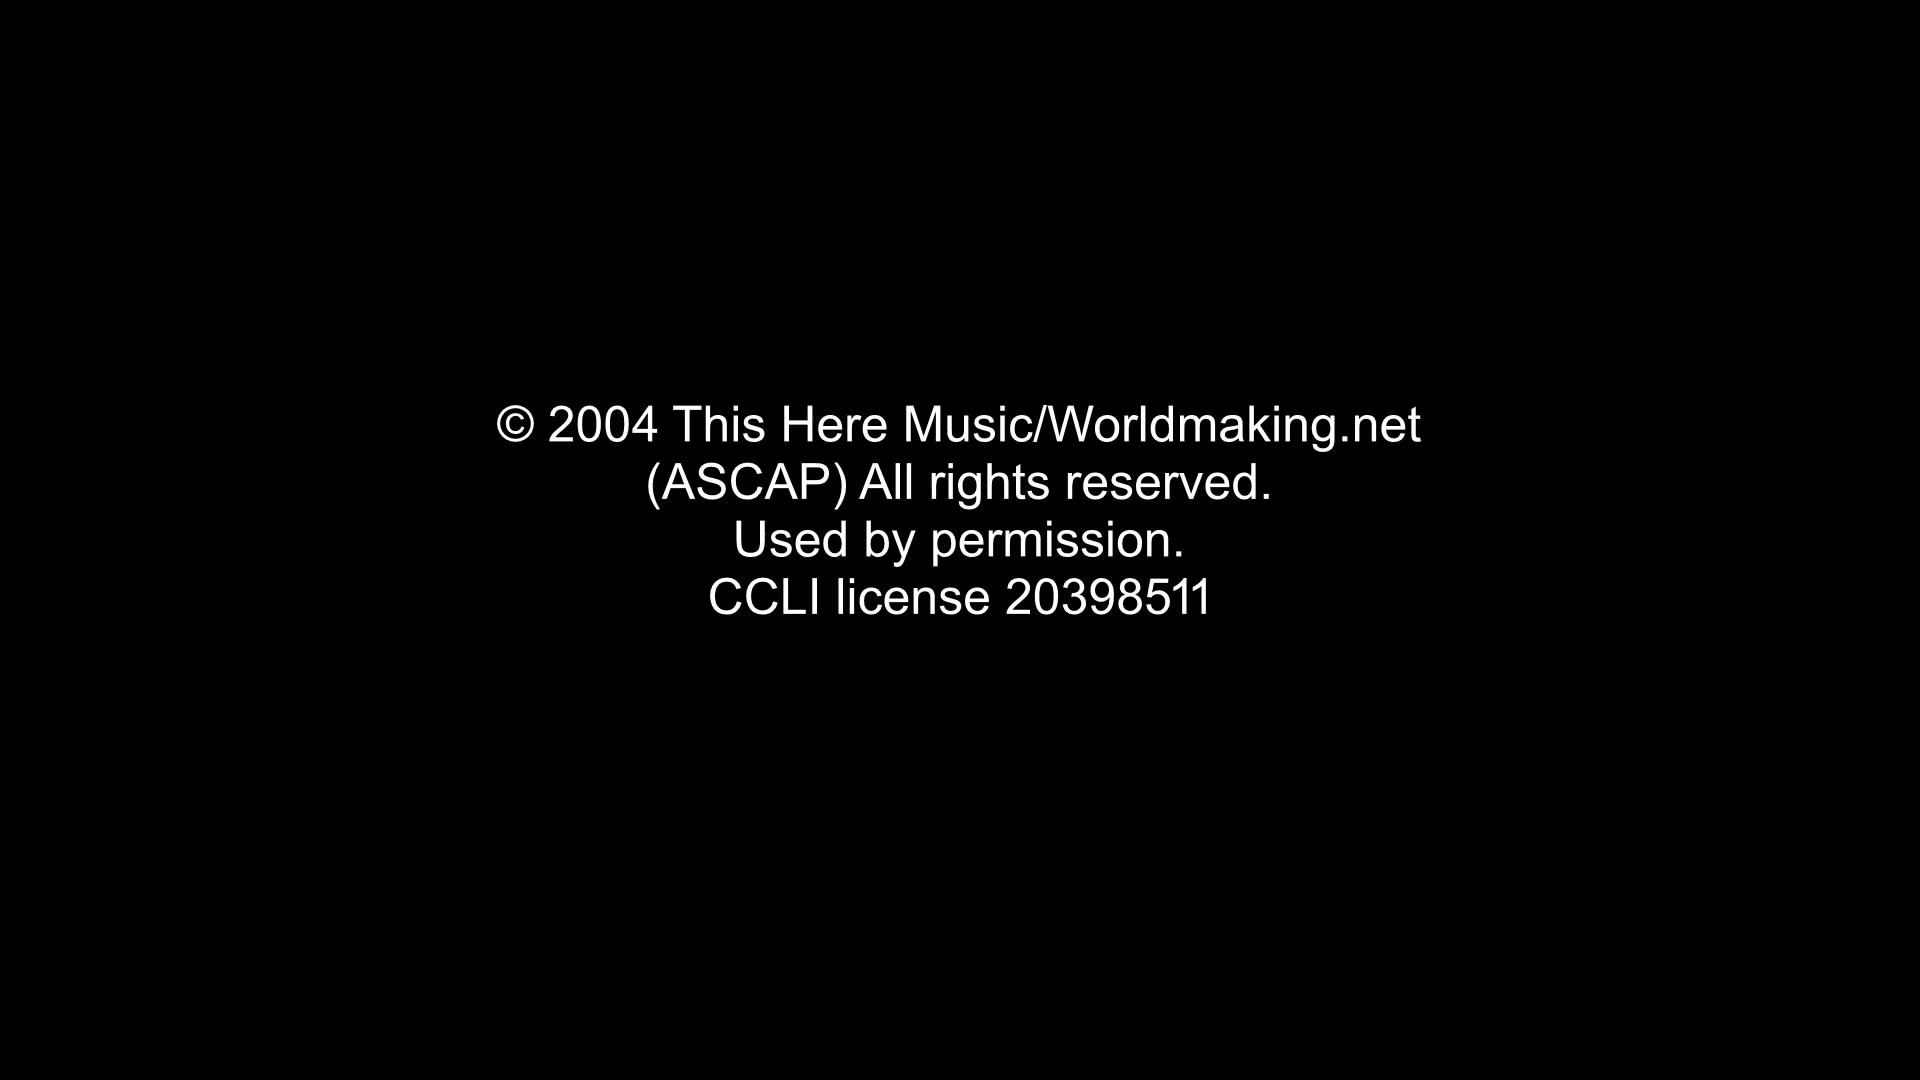 © 2004 This Here Music/Worldmaking.net
(ASCAP) All rights reserved.
Used by permission.
CCLI license 20398511